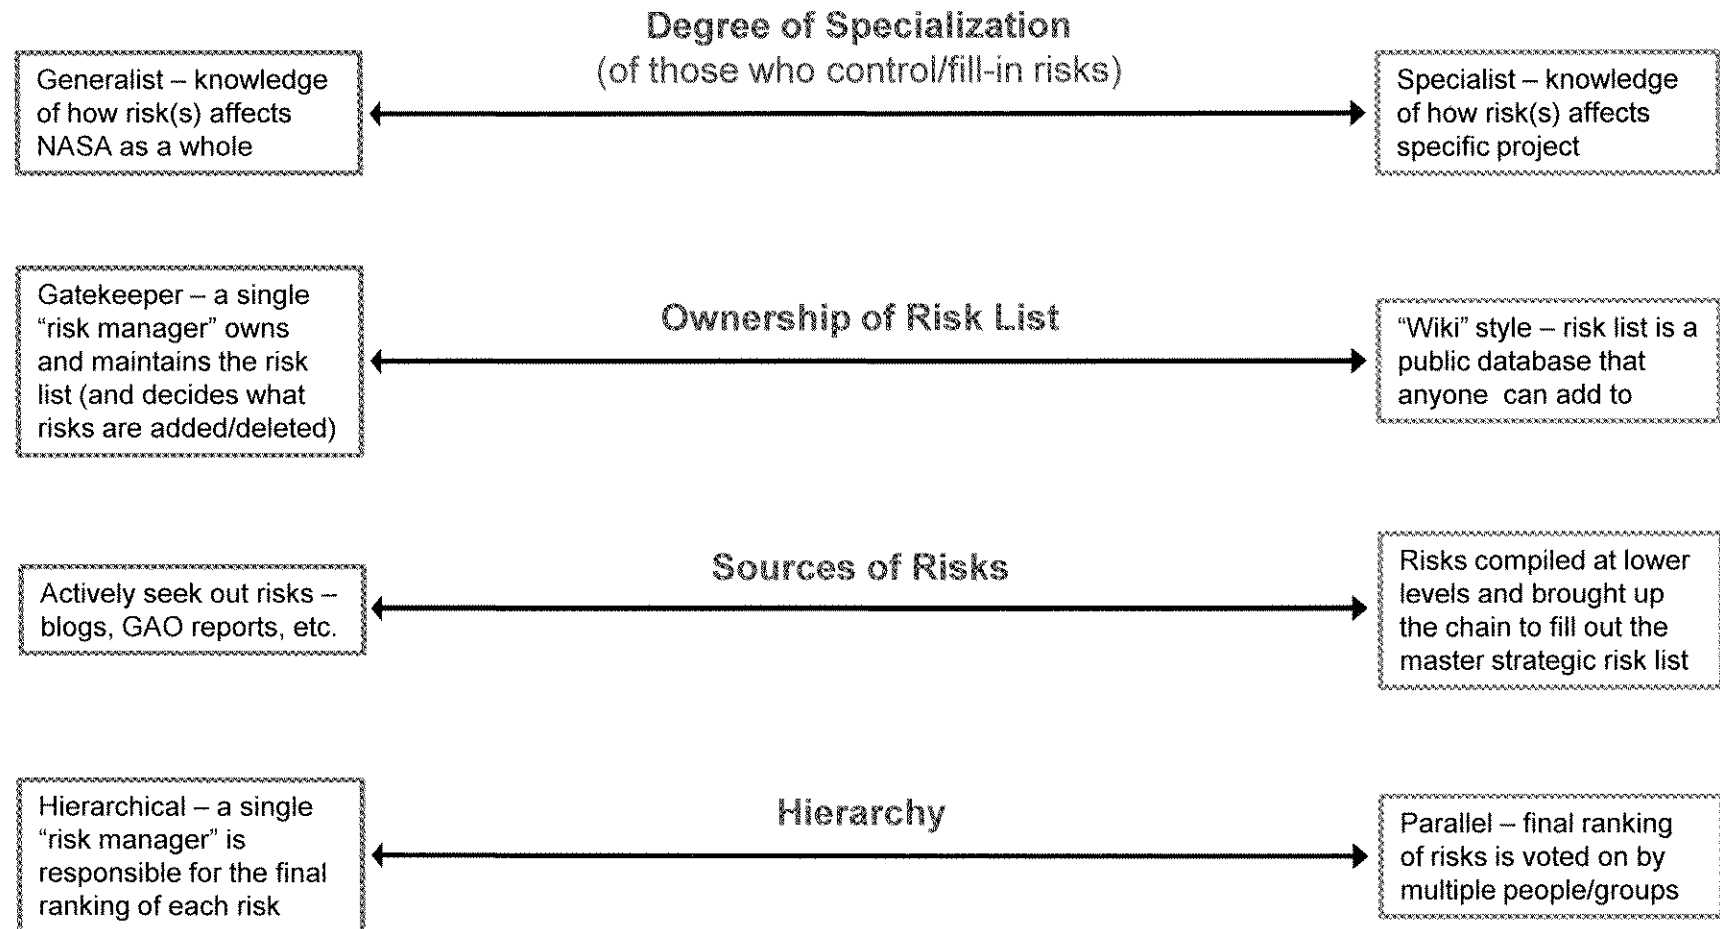 Degree of Specialization
(of those who control/fill-in risks)
Generalist – knowledge
of how risk(s) affects
NASA as a whole
Specialist – knowledge
of how risk(s) affects
specific project
Ownership of Risk List
Gatekeeper – a single
“risk manager” owns
and maintains the risk
list (and decides what
risks are added/deleted)
“Wiki” style – risk list is a
public database that
anyone can add to
Sources of Risks
Actively seek out risks –
blogs, GAO reports, etc.
Risks compiled at lower
levels and brought up
the chain to fill out the
master strategic risk list
Hierarchy
Hierarchical – a single
“risk manager” is
responsible for the final
ranking of each risk
Parallel – final ranking
of risks is voted on by
multiple people/groups